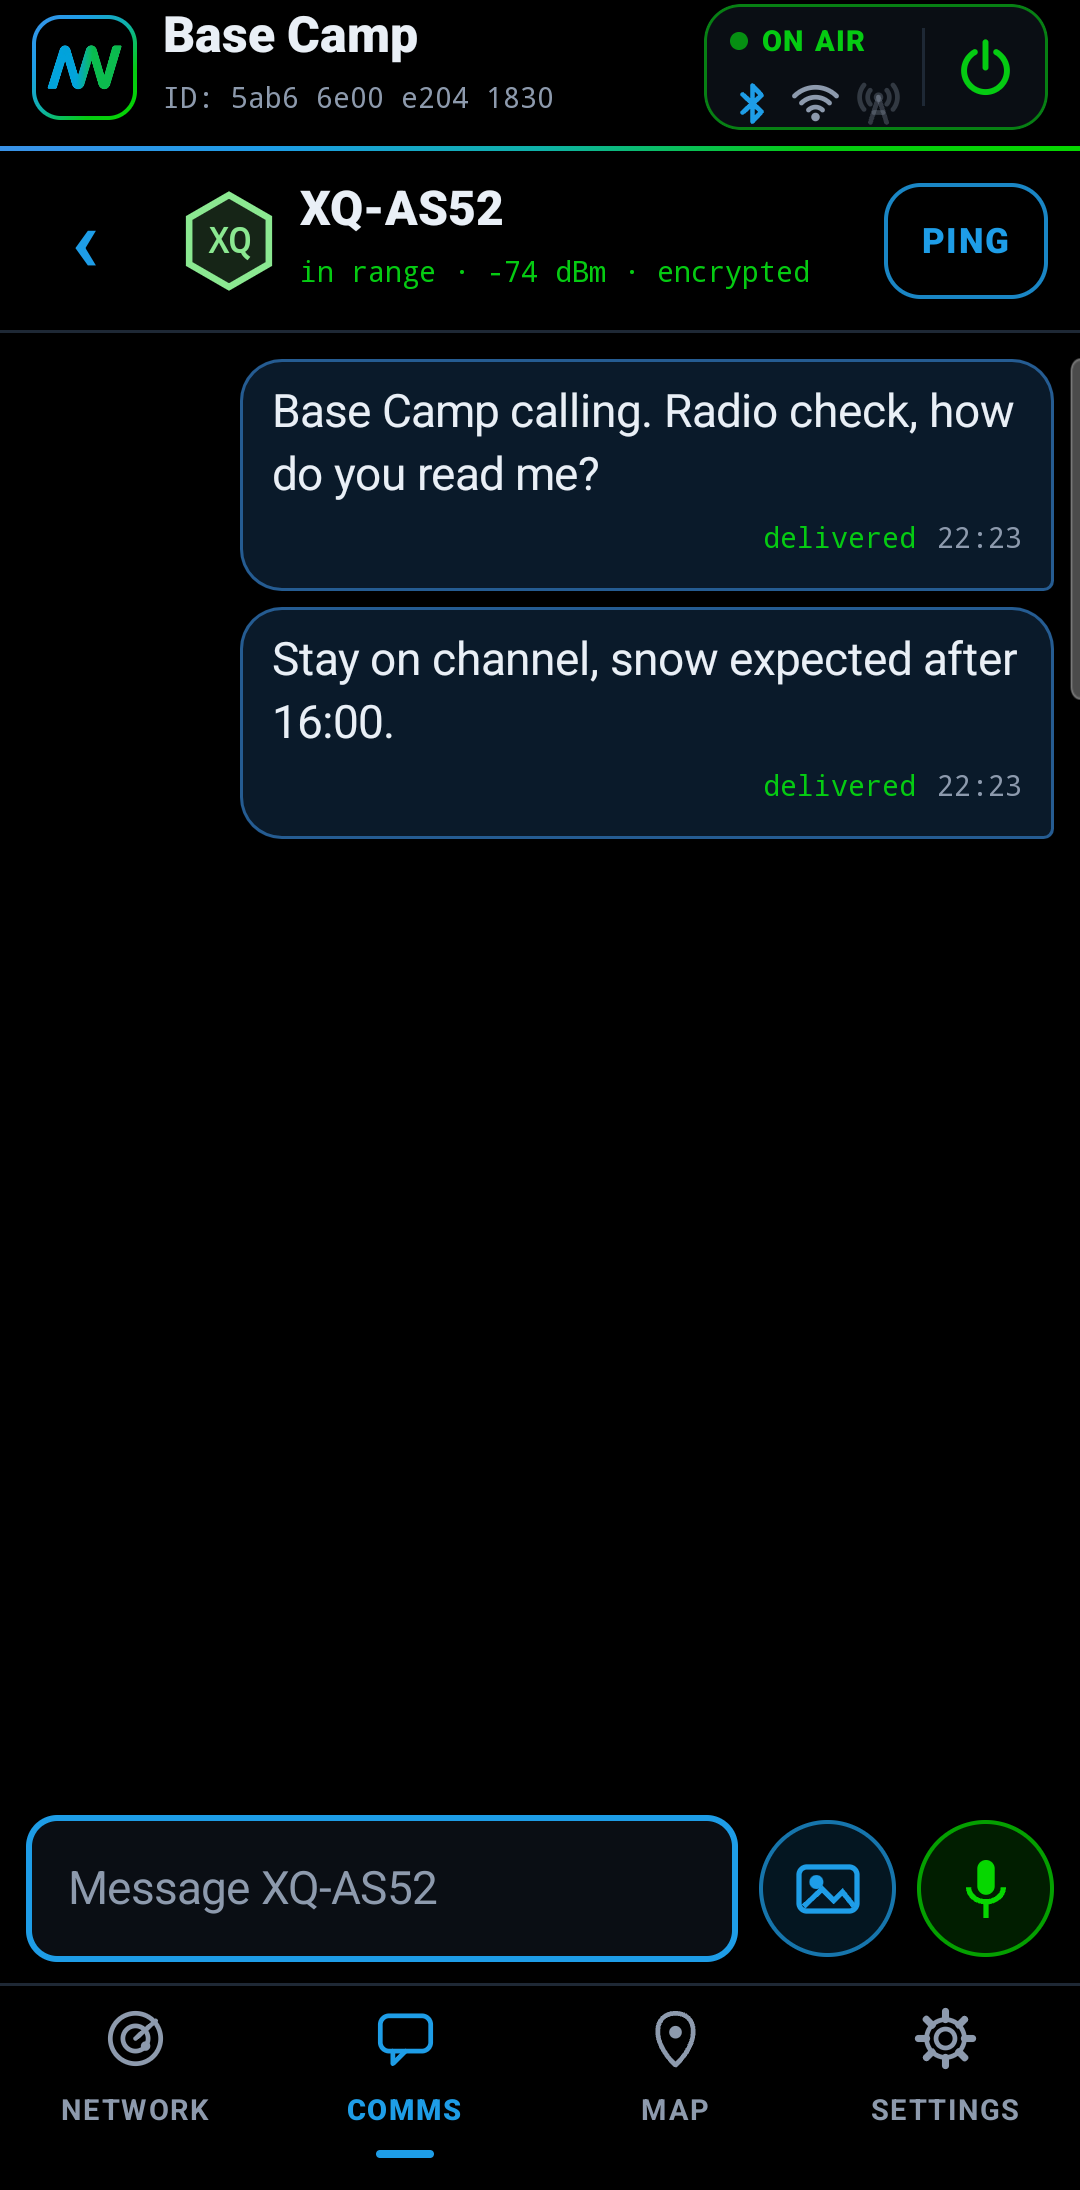 Base Camp
ID: 5ab6 6e00 e204 1830
ON AIR
XQ
XQ-AS52
in range · -74 dBm · encrypted
PING
Base Camp calling. Radio check, how
do you read me?
delivered 22:23
Stay on channel, snow expected after
16:00.
delivered 22:23
Message XQ-AS52
NETWORK
COMMS
MAP
SETTINGS